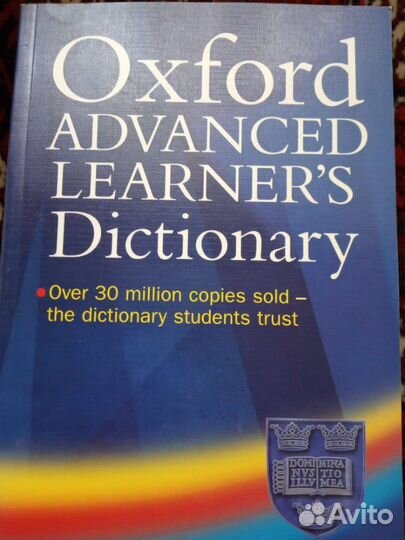 Oxford
ADVANCED
LEARNER'S
Dictionary
Over 30 million copies sold –
the dictionary students trust
DOMI MINA
NVS TIO
ILLV MEA
Avito